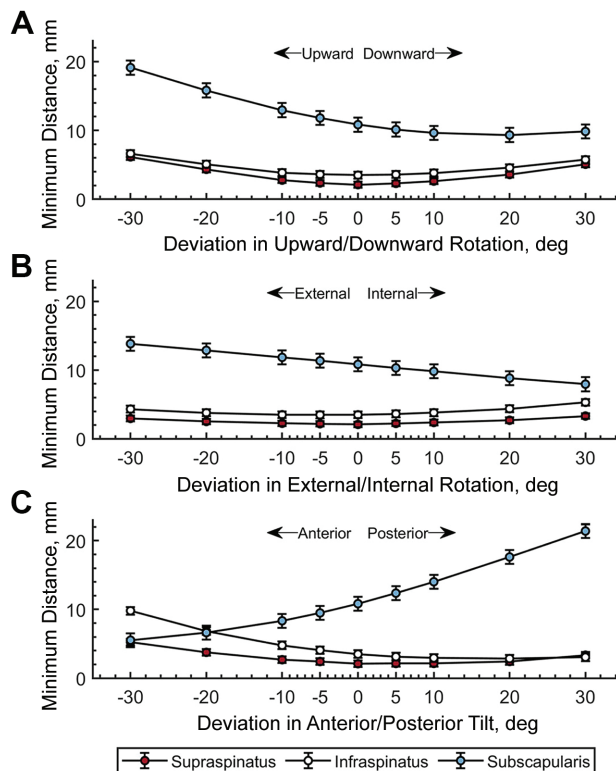 A
Minimum Distance, mm
20
10
0
Upward Downward
-30 -20 -10 -5 0 5 10 20 30
Deviation in Upward/Downward Rotation, deg
B
Minimum Distance, mm
20
10
0
External Internal
-30 -20 -10 -5 0 5 10 20 30
Deviation in External/Internal Rotation, deg
C
Minimum Distance, mm
20
10
0
Anterior Posterior
-30 -20 -10 -5 0 5 10 20 30
Deviation in Anterior/Posterior Tilt, deg
Supraspinatus Infraspinatus Subscapularis